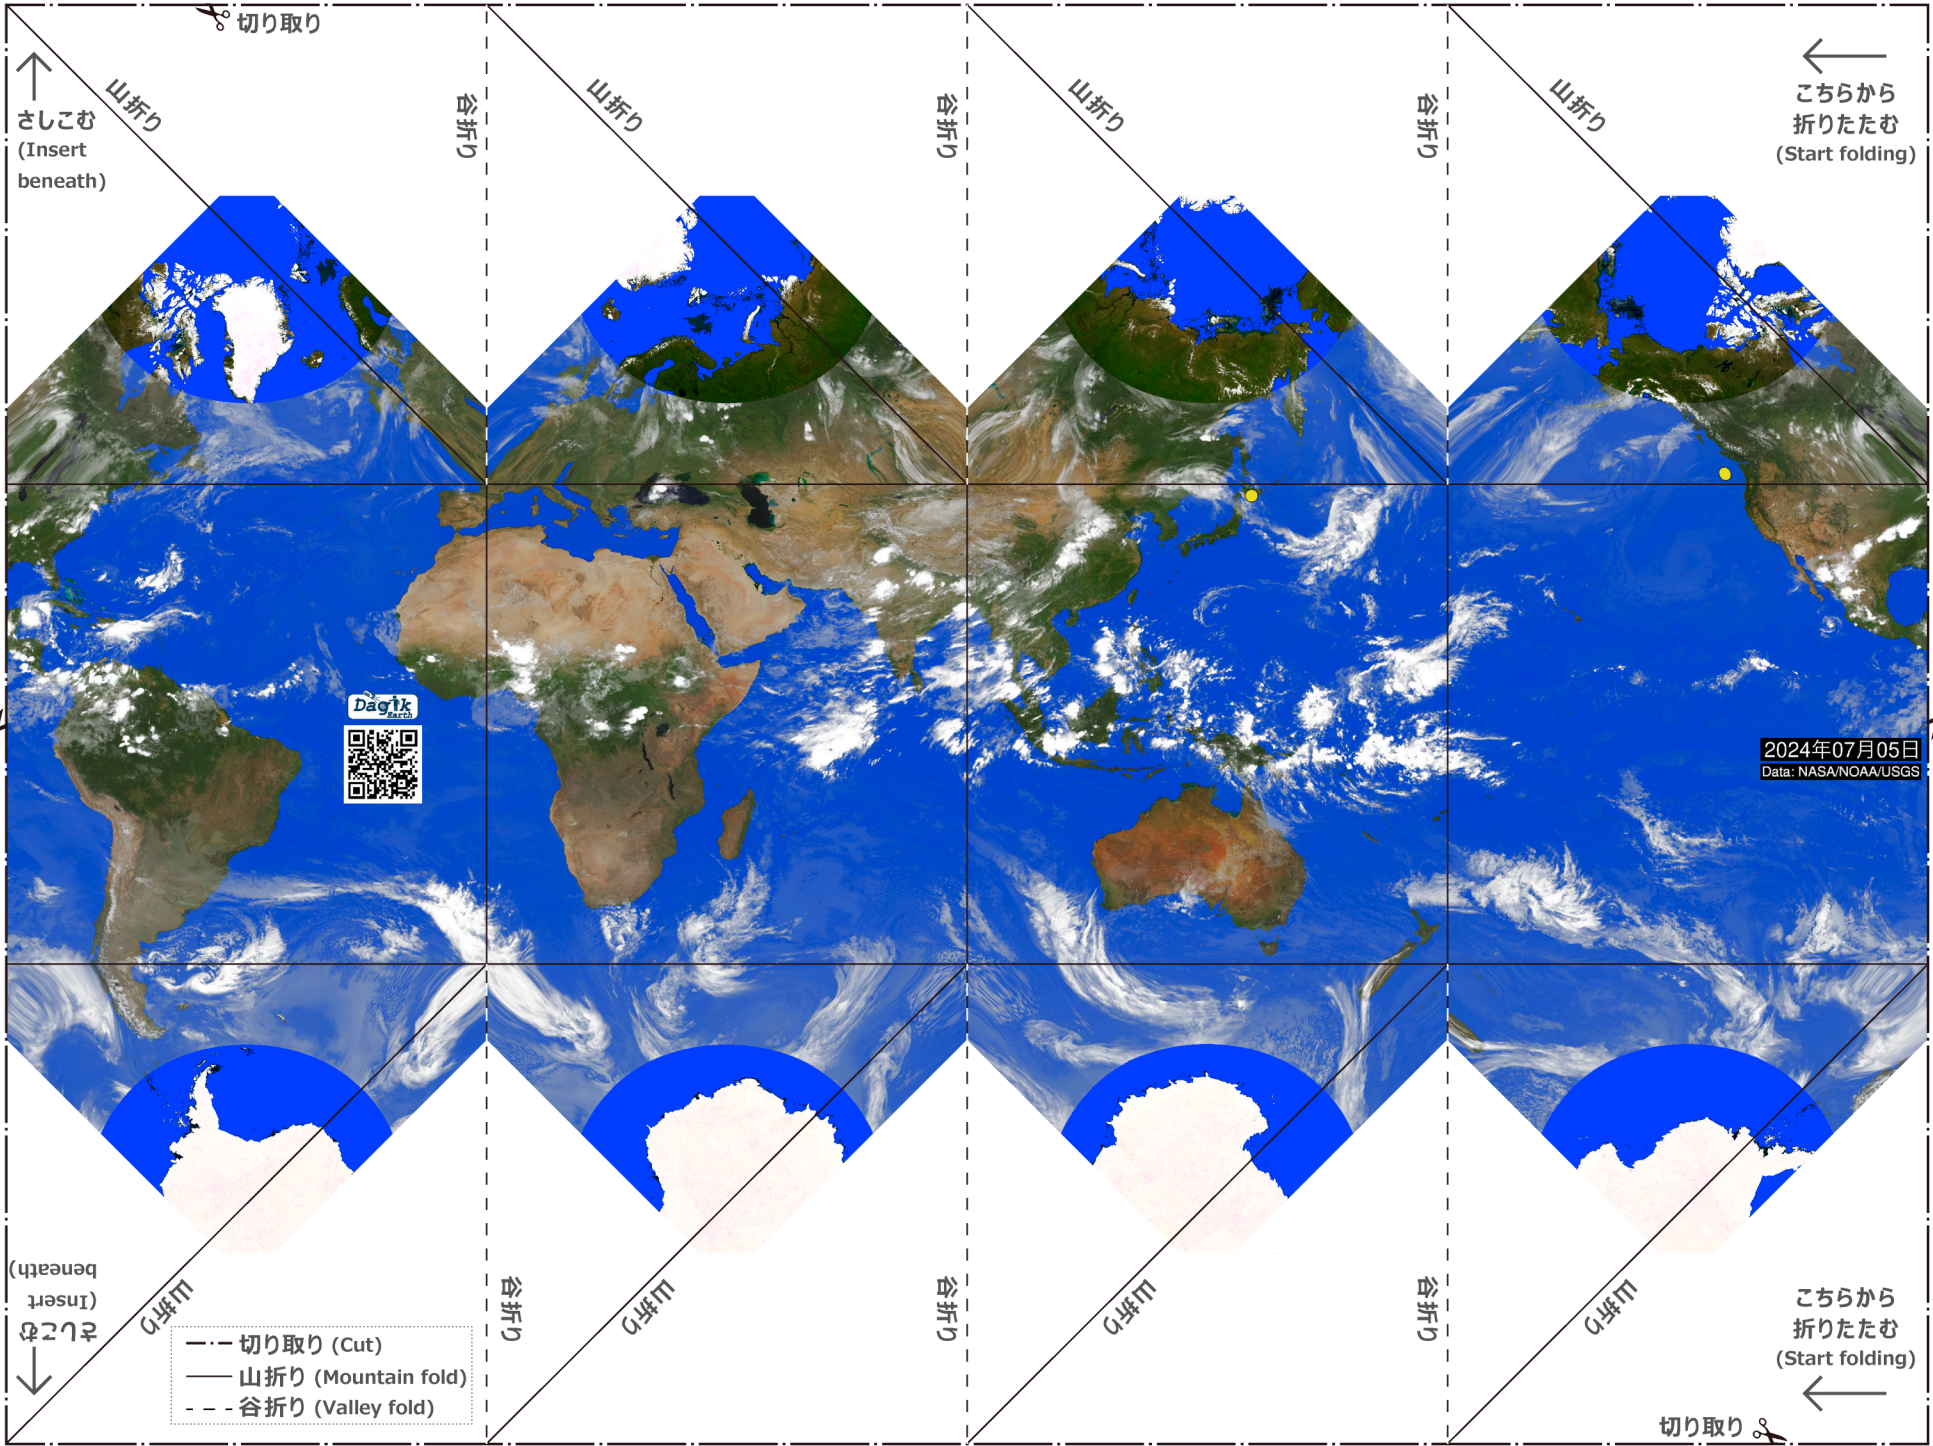 切り取り
山折り
谷折り
山折り
谷折り
山折り
谷折り
山折り
さしこむ
(Insert
beneath)
こちらから
折りたたむ
(Start folding)
Dagik
Earth
2024年07月05日
Data: NASA/NOAA/USGS
さしこむ
(Insert
beneath)
山折り
谷折り
山折り
谷折り
山折り
谷折り
山折り
こちらから
折りたたむ
(Start folding)
切り取り (Cut)
山折り (Mountain fold)
谷折り (Valley fold)
切り取り